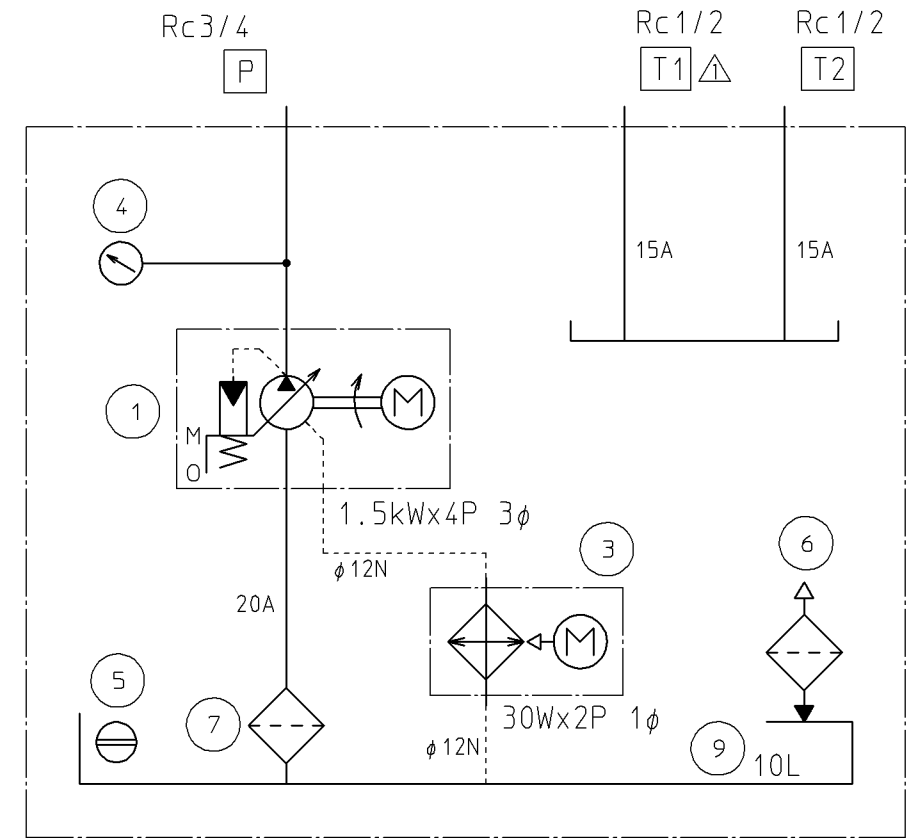 Rc3/4
Rc1/2
Rc1/2
P
T1
1
T2
4
15A
15A
1
M
M
O
1.5kWx4P 3φ
3
6
φ12N
20A
M
5
7
30Wx2P 1φ
φ12N
9
10L